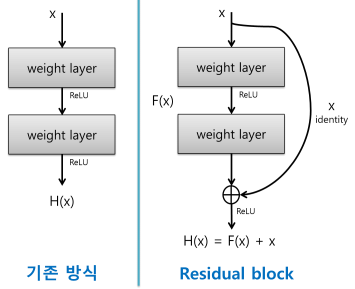 x
weight layer
ReLU
weight layer
ReLU
H(x)
기존 방식
x
weight layer
F(x)
ReLU
weight layer
x
identity
ReLU
H(x) = F(x) + x
Residual block